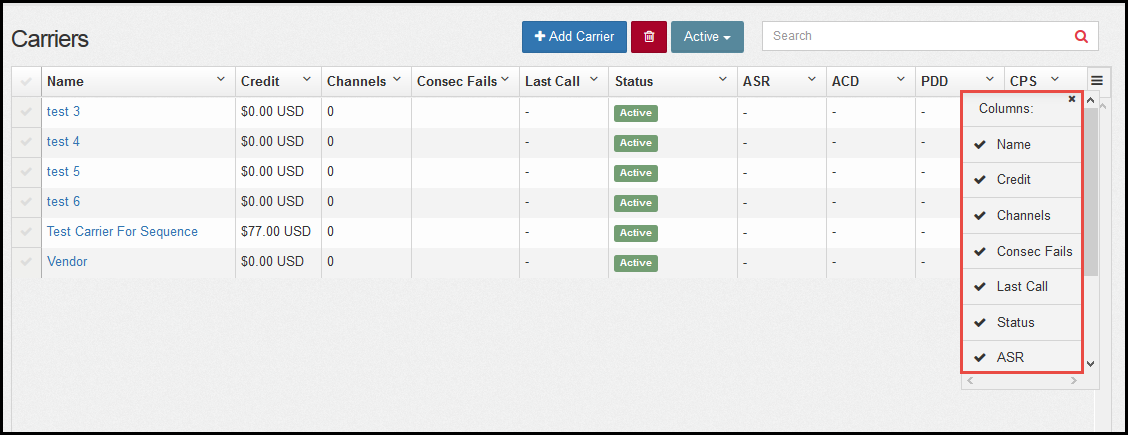 Carriers
Add Carrier
Active
Search
Name Credit Channels Consec Fails Last Call Status ASR ACD PDD CPS
test 3 $0.00 USD 0 - Active - - -
test 4 $0.00 USD 0 - Active - - -
test 5 $0.00 USD 0 - Active - - -
test 6 $0.00 USD 0 - Active - - -
Test Carrier For Sequence $77.00 USD 0 - Active - - -
Vendor $0.00 USD 0 - Active - - -
Columns:
Name
Credit
Channels
Consec Fails
Last Call
Status
ASR